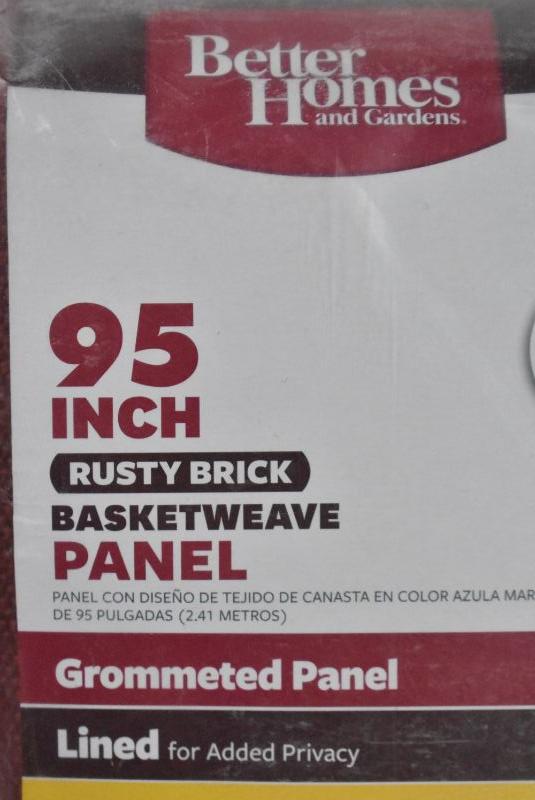 Better
Homes
and Gardens®
95
INCH
RUSTY BRICK
BASKETWEAVE
PANEL
PANEL CON DISEÑO DE TEJIDO DE CANASTA EN COLOR AZULA MAR
DE 95 PULGADAS (2.41 METROS)
Grommeted Panel
Lined for Added Privacy